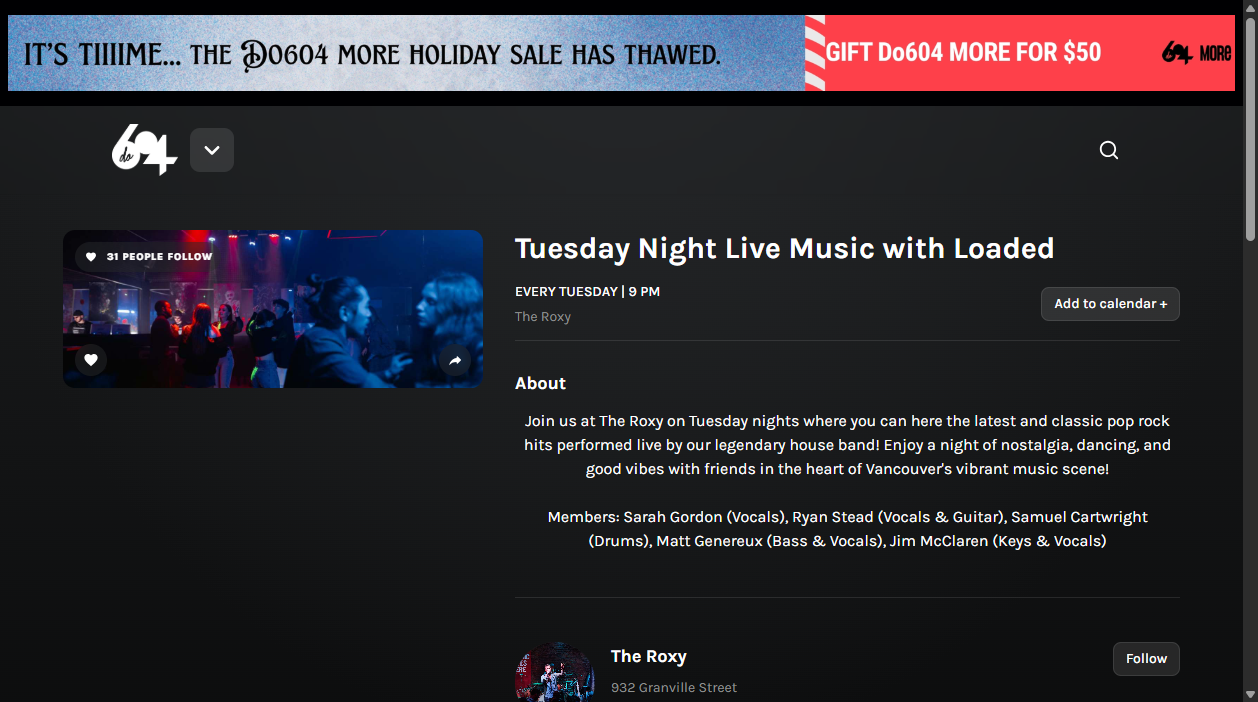 IT'S TIIIIME... THE Do604 MORE HOLIDAY SALE HAS THAWED.
GIFT Do604 MORE FOR $50
604 MORE
do 604
31 PEOPLE FOLLOW
Tuesday Night Live Music with Loaded
EVERY TUESDAY | 9 PM
The Roxy
Add to calendar +
About
Join us at The Roxy on Tuesday nights where you can here the latest and classic pop rock
hits performed live by our legendary house band! Enjoy a night of nostalgia, dancing, and
good vibes with friends in the heart of Vancouver's vibrant music scene!
Members: Sarah Gordon (Vocals), Ryan Stead (Vocals & Guitar), Samuel Cartwright
(Drums), Matt Genereux (Bass & Vocals), Jim McClaren (Keys & Vocals)
The Roxy
932 Granville Street
Follow